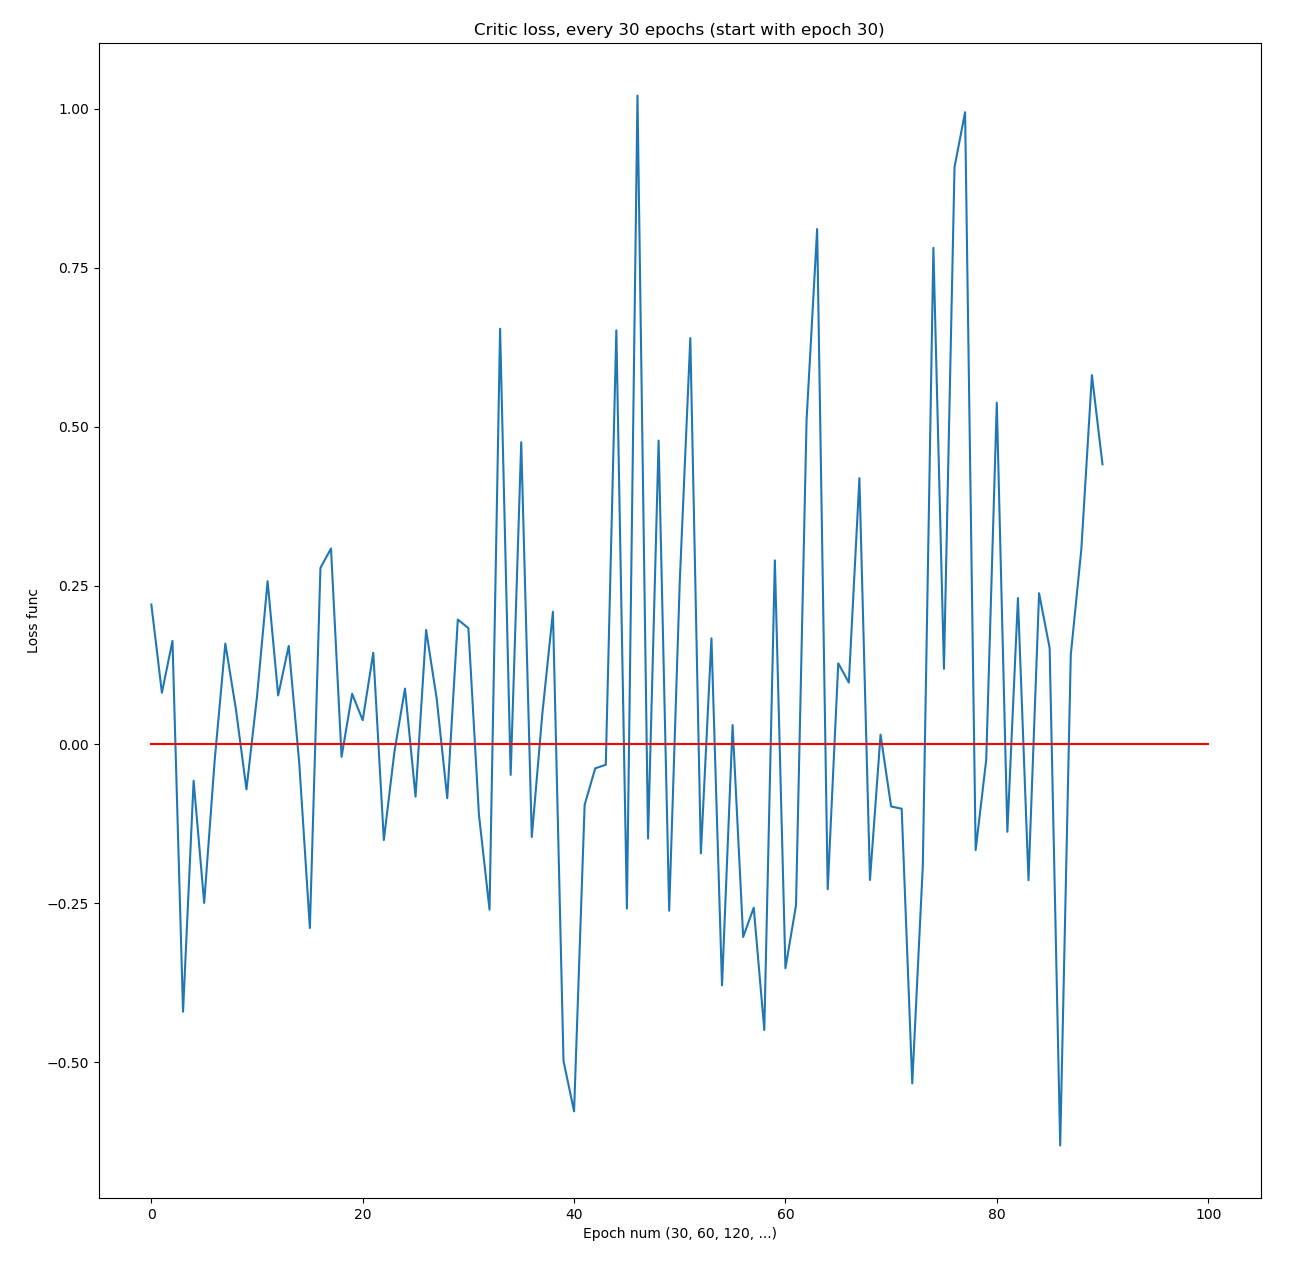 Critic loss, every 30 epochs (start with epoch 30)
1.00
0.75
0.50
0.25
0.00
−0.25
−0.50
Loss func
0 20 40 60 80 100
Epoch num (30, 60, 120, ...)